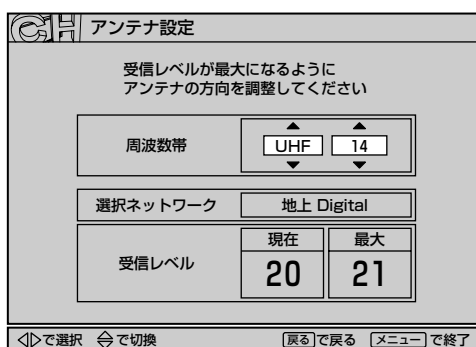 CH アンテナ設定
受信レベルが最大になるように
アンテナの方向を調整してください
周波数帯 UHF 14
選択ネットワーク 地上 Digital
受信レベル 現在 最大
20 21
で選択 で切換 戻るで戻る メニューで終了